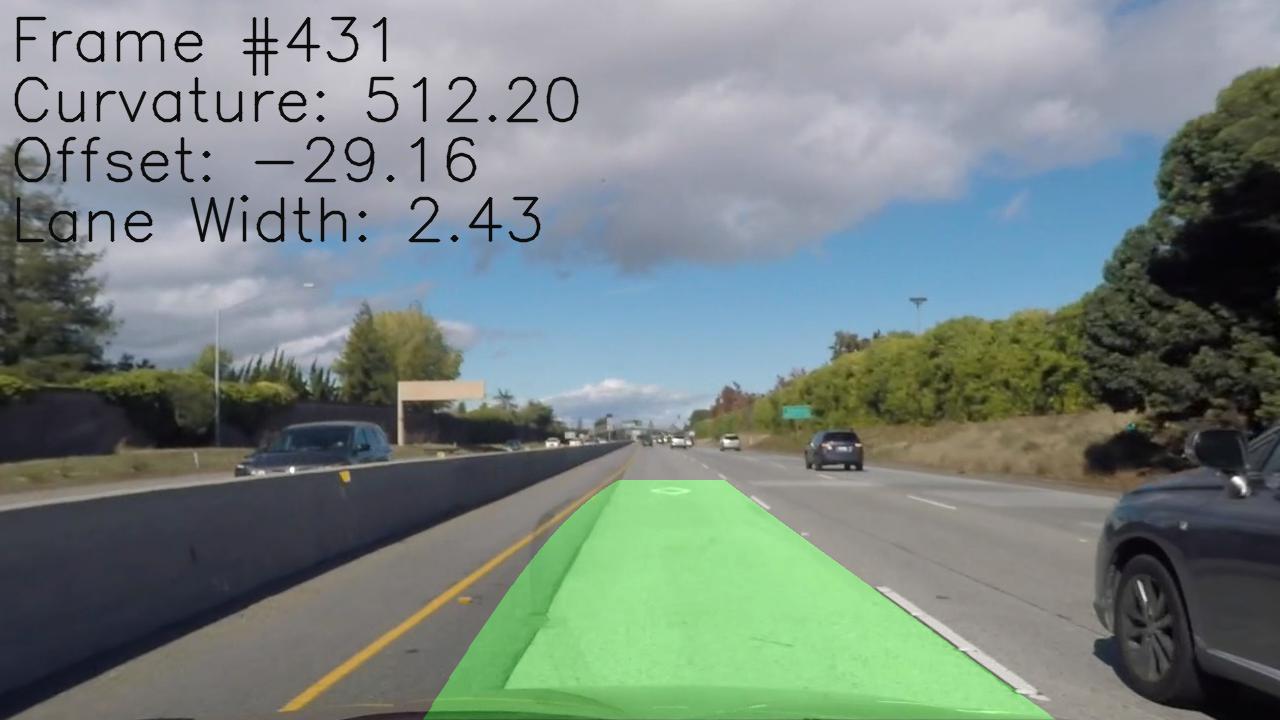 Frame #431
Curvature: 512.20
Offset: -29.16
Lane Width: 2.43